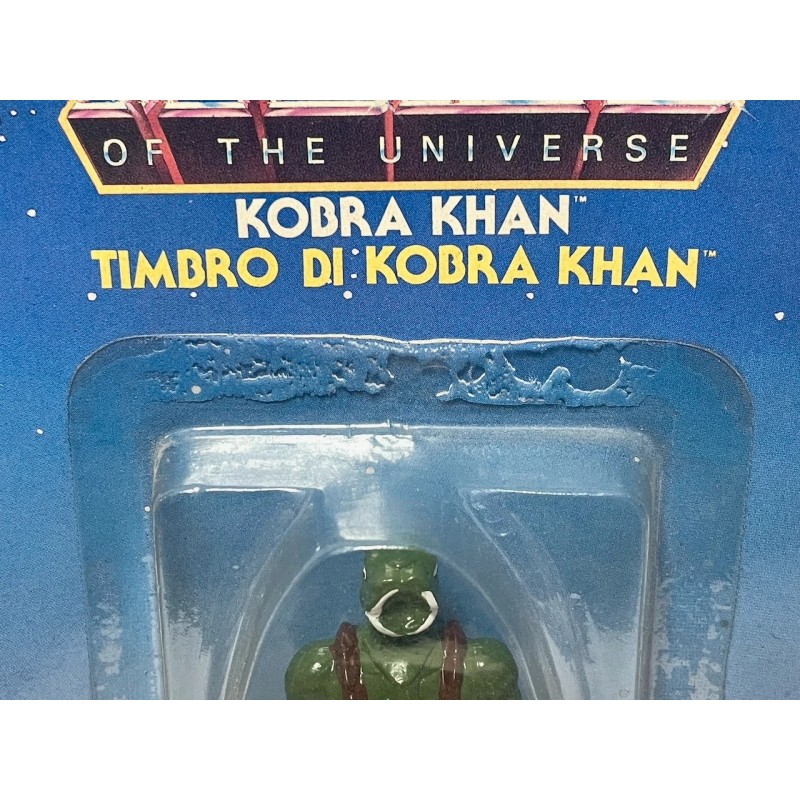 OF THE UNIVERSE
KOBRA KHAN™
TIMBRO DI KOBRA KHAN™